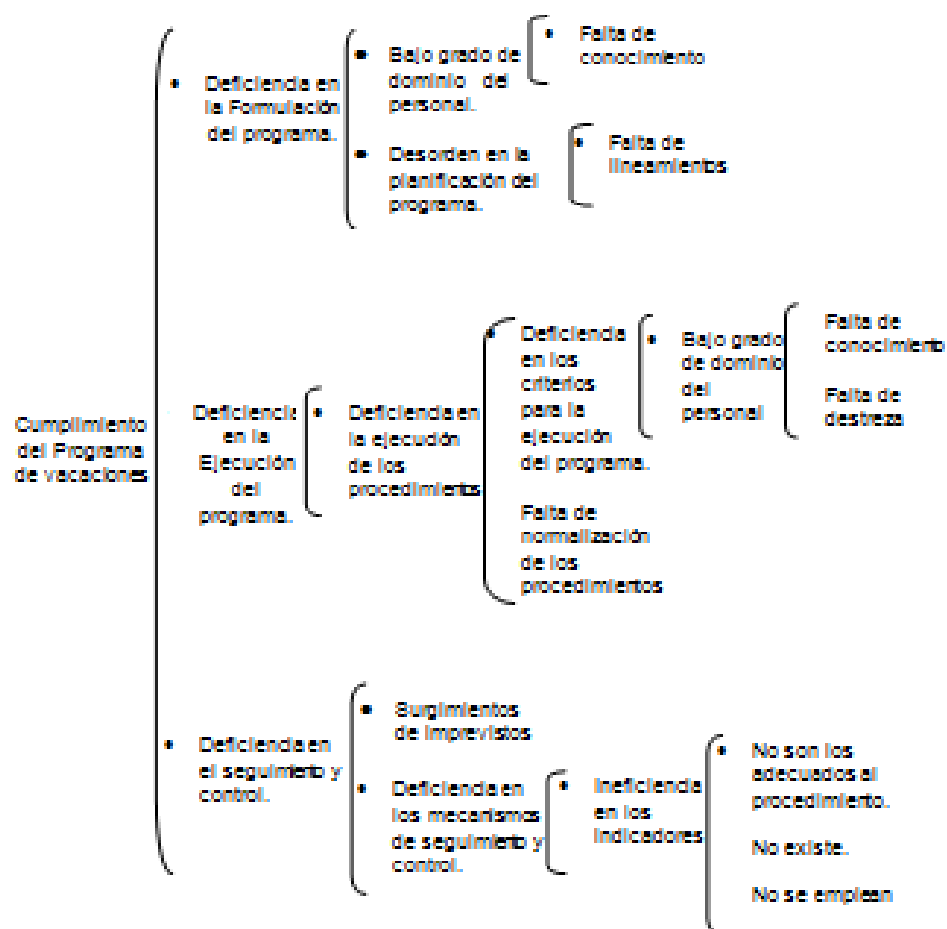 Cumplimiento
del Programa
de vacaciones
Deficiencia en
la Formulación
del programa.
Bajo grado de
dominio del
personal.
Falta de
conocimiento
Desorden en la
planificación del
programa.
Falta de
lineamientos
Deficiencia
en la
Ejecución
del
programa.
Deficiencia en
la ejecución
de los
procedimientos
Deficiencia
en los
criterios
para la
ejecución
del programa.
Bajo grado
de dominio
del
personal
Falta de
conocimiento
Falta de
destreza
Falta de
normalización
de los
procedimientos
Deficiencia en
el seguimiento y
control.
Surgimientos
de imprevistos
Deficiencia en
los mecanismos
de seguimiento y
control.
Ineficiencia
en los
indicadores
No son los
adecuados al
procedimiento.
No existe.
No se emplean